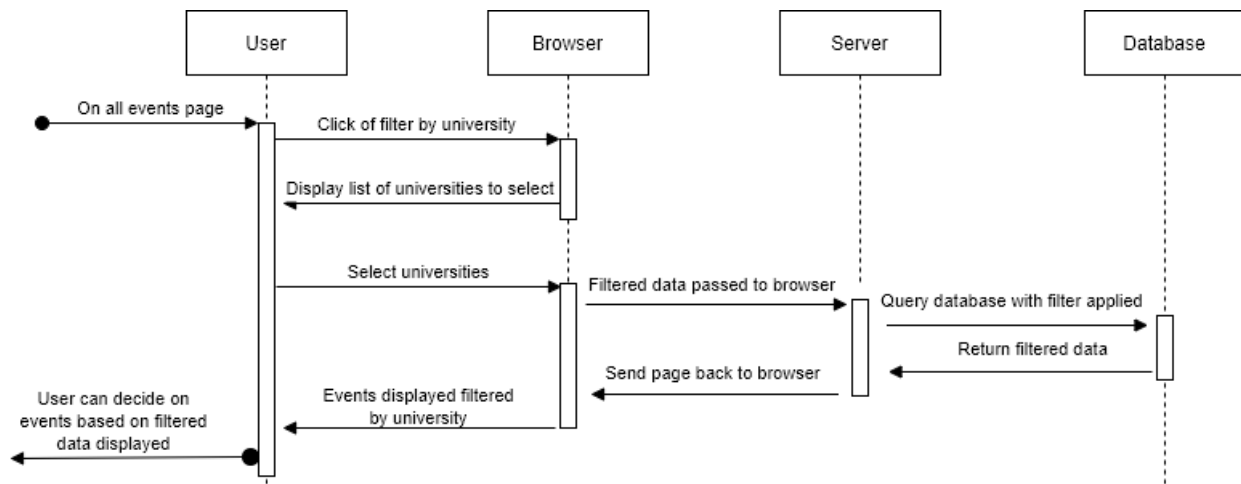 User
Browser
Server
Database
On all events page
Click of filter by university
Display list of universities to select
Select universities
Filtered data passed to browser
Query database with filter applied
Return filtered data
Send page back to browser
Events displayed filtered
by university
User can decide on
events based on filtered
data displayed